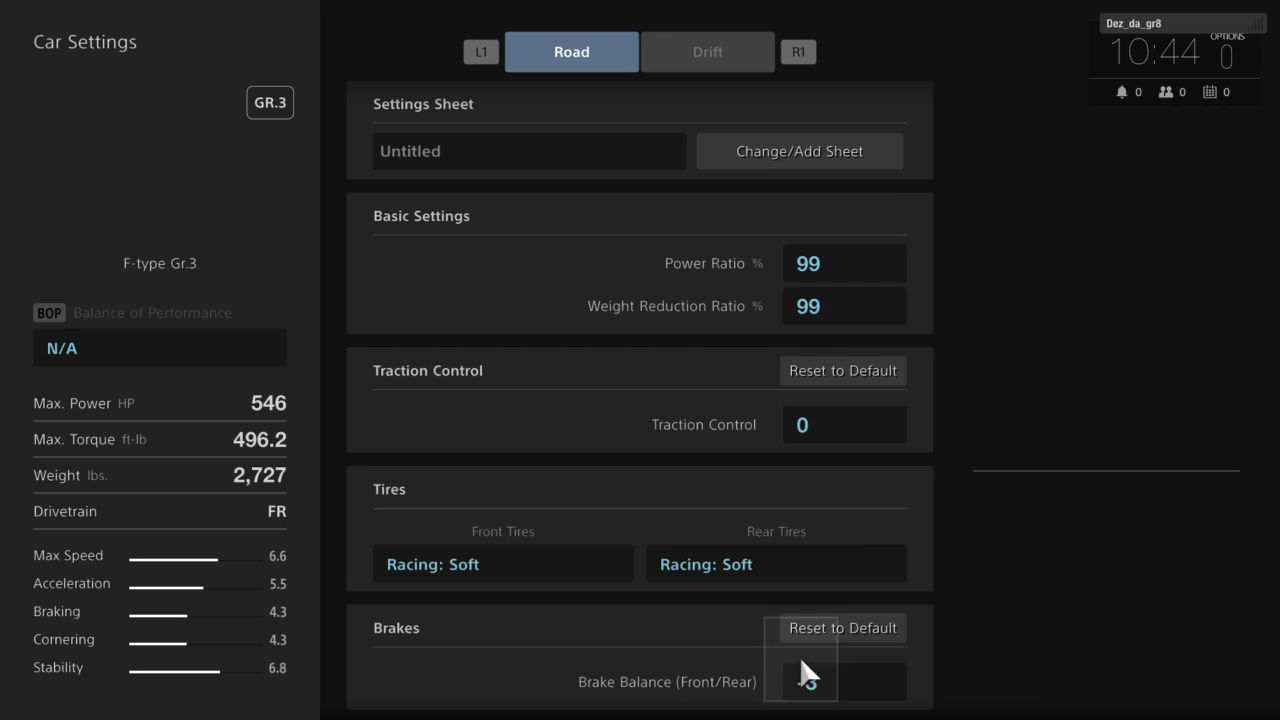 Car Settings
GR.3
F-type Gr.3
BOP Balance of Performance
N/A
Max. Power HP 546
Max. Torque ft-lb 496.2
Weight lbs. 2,727
Drivetrain FR
Max Speed 6.6
Acceleration 5.5
Braking 4.3
Cornering 4.3
Stability 6.8
L1 Road Drift R1
Settings Sheet
Untitled Change/Add Sheet
Basic Settings
Power Ratio % 99
Weight Reduction Ratio % 99
Traction Control Reset to Default
Traction Control 0
Tires
Front Tires Rear Tires
Racing: Soft Racing: Soft
Brakes Reset to Default
Brake Balance (Front/Rear)
Dez_da_gr8
10:44 OPTIONS
0 0 0